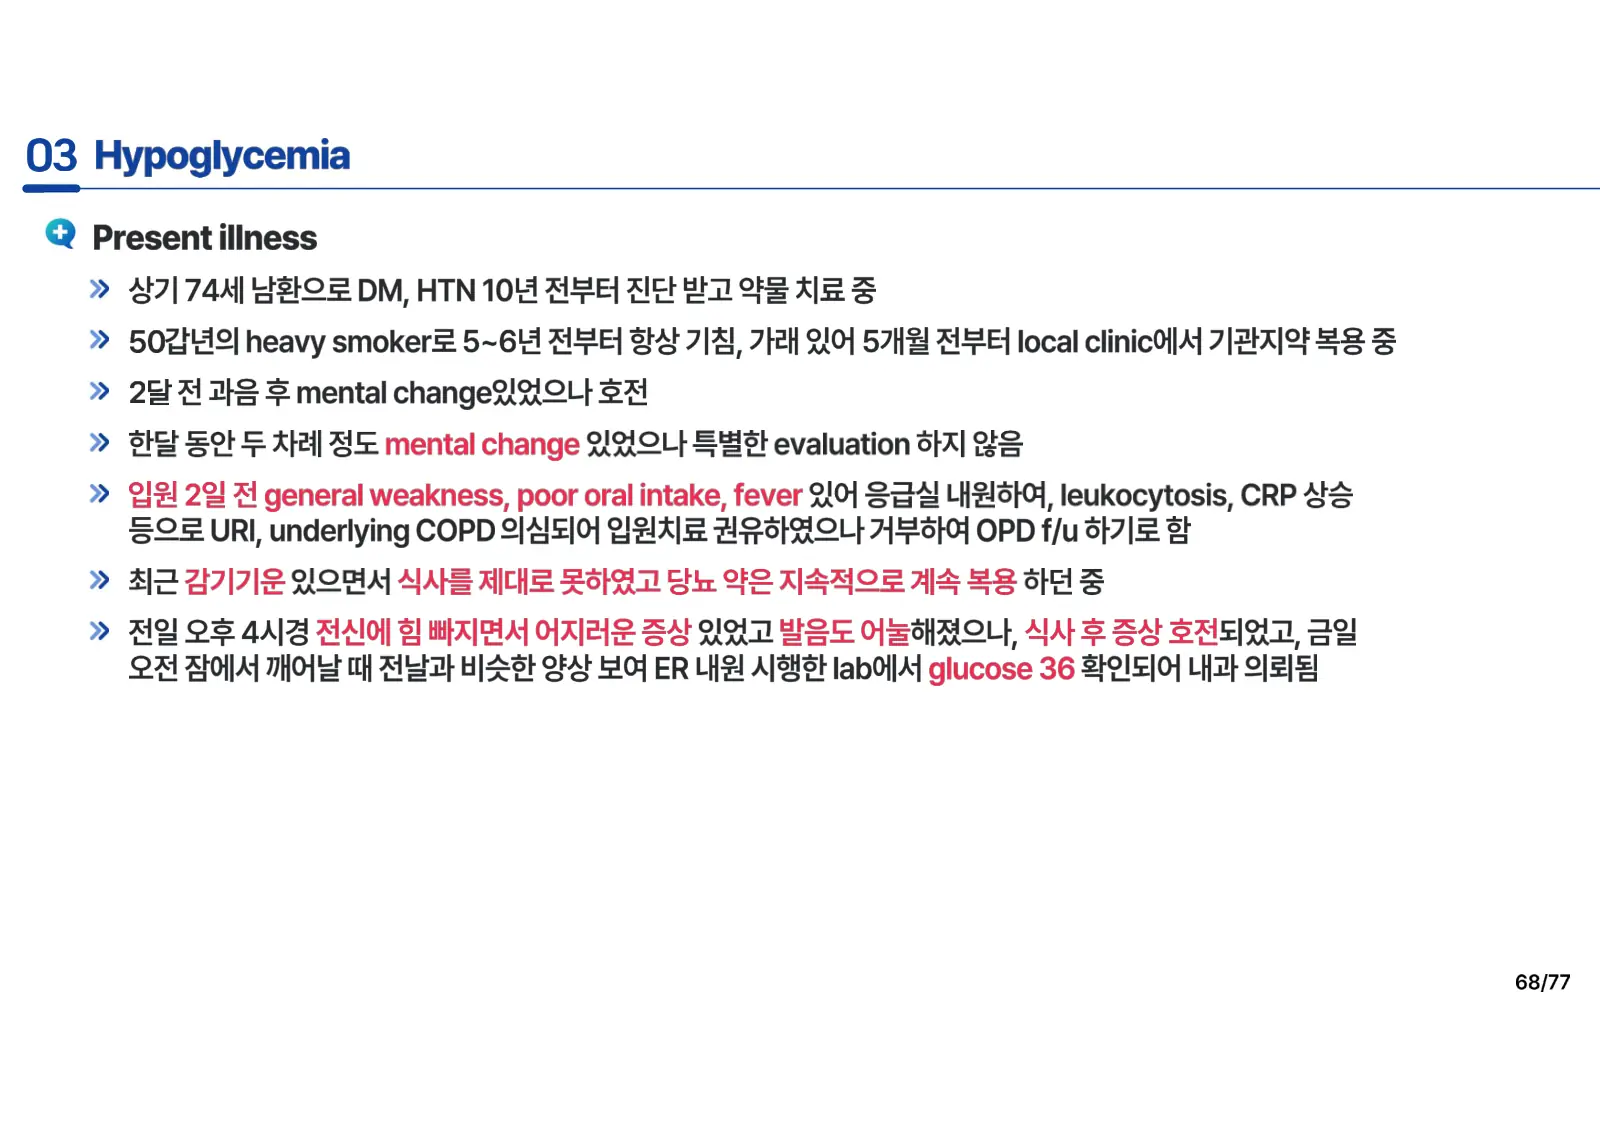 03 Hypoglycemia
Present illness
상기 74세 남환으로 DM, HTN 10년 전부터 진단 받고 약물 치료 중
50갑년의 heavy smoker로 5~6년 전부터 항상 기침, 가래 있어 5개월 전부터 local clinic에서 기관지약 복용 중
2달 전 과음 후 mental change있었으나 호전
한달 동안 두 차례 정도 mental change 있었으나 특별한 evaluation 하지 않음
입원 2일 전 general weakness, poor oral intake, fever 있어 응급실 내원하여, leukocytosis, CRP 상승
등으로 URI, underlying COPD 의심되어 입원치료 권유하였으나 거부하여 OPD f/u 하기로 함
최근 감기기운 있으면서 식사를 제대로 못하였고 당뇨 약은 지속적으로 계속 복용 하던 중
전일 오후 4시경 전신에 힘 빠지면서 어지러운 증상 있었고 발음도 어눌해졌으나, 식사 후 증상 호전되었고, 금일
오전 잠에서 깨어날 때 전날과 비슷한 양상 보여 ER 내원 시행한 lab에서 glucose 36 확인되어 내과 의뢰됨
68/77